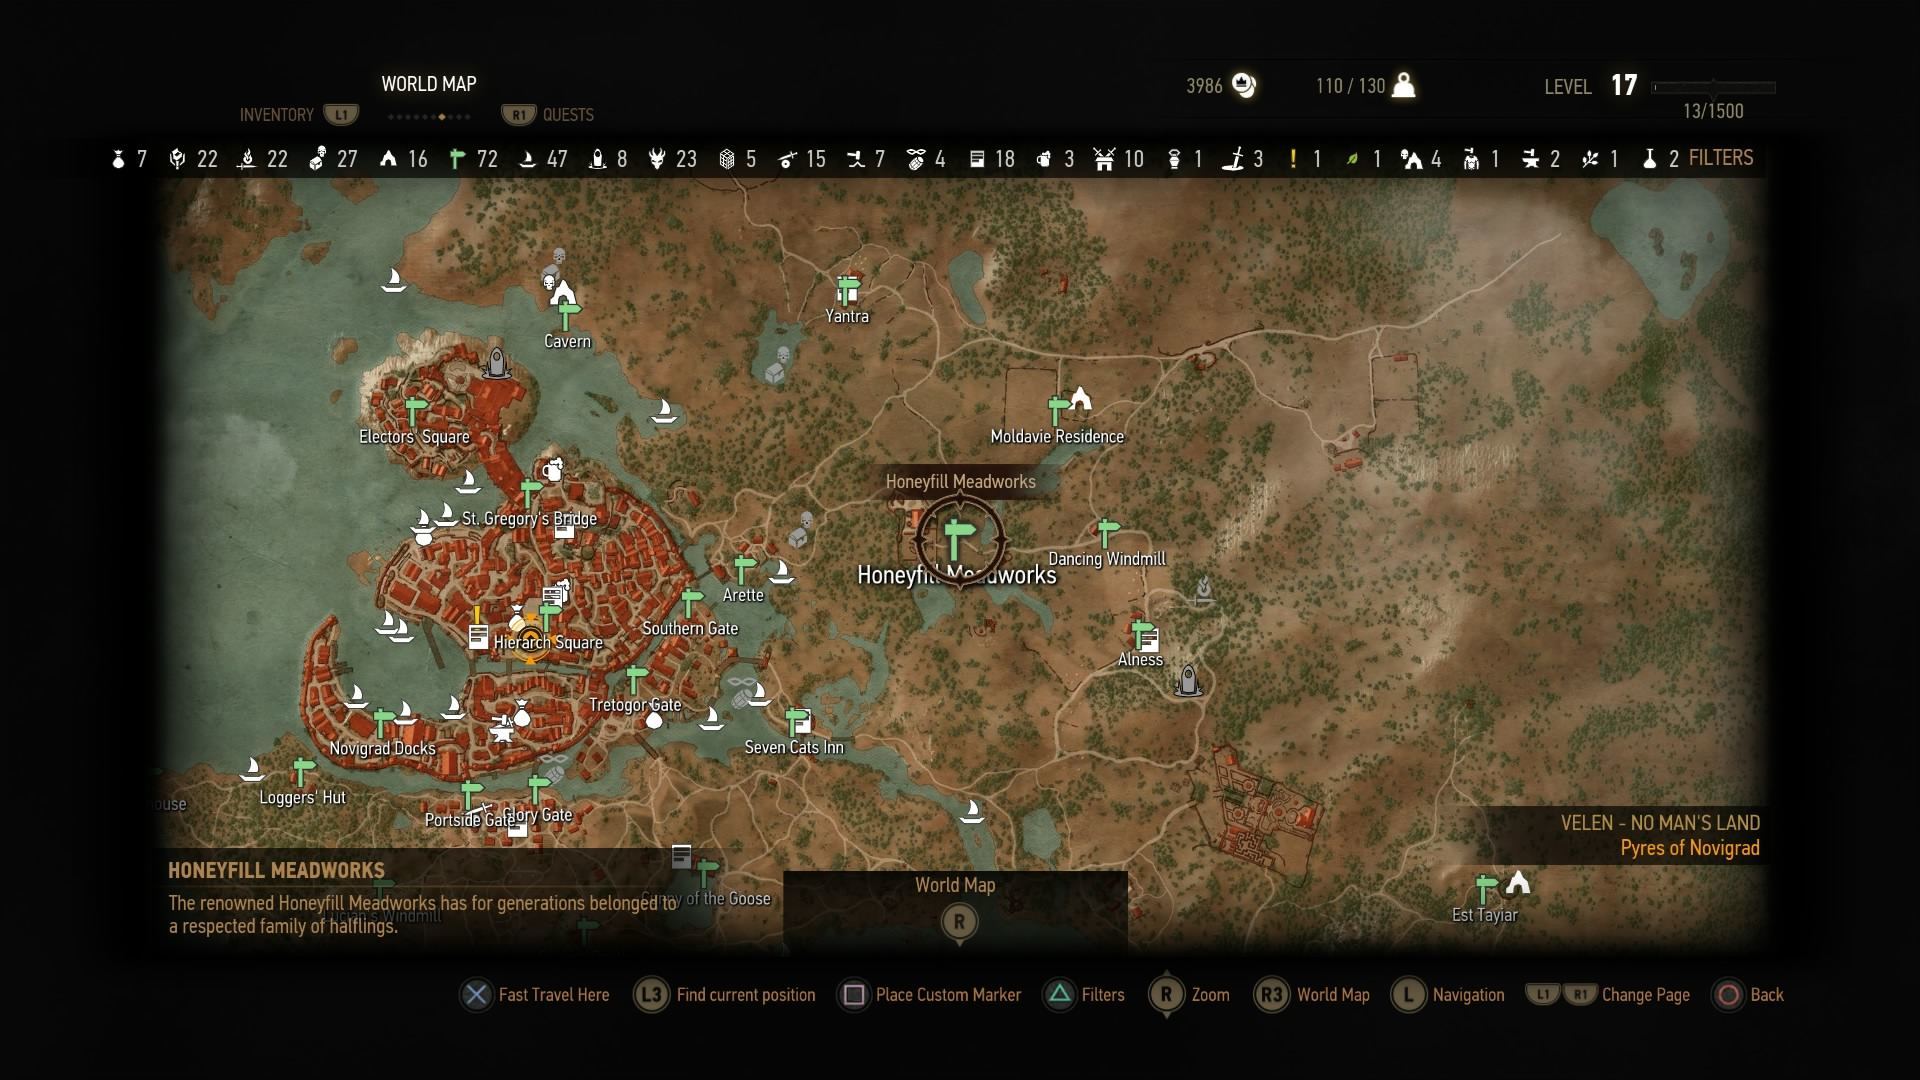 WORLD MAP
INVENTORY L1
R1 QUESTS
3986
110 / 130
LEVEL 17
13/1500
7 22 22 27 16 72 47 8 23 5 15 7 4 18 3 10 1 3 1 1 4 1 2 1 2 FILTERS
Yantra
Cavern
Electors' Square
Moldavie Residence
Honeyfill Meadworks
St. Gregory's Bridge
Dancing Windmill
Honeyfill Meadworks
Arette
Southern Gate
Hierarch Square
Alness
Tretogor Gate
Seven Cats Inn
Novigrad Docks
Loggers' Hut
Portside Gate
Glory Gate
VELEN - NO MAN'S LAND
Pyres of Novigrad
HONEYFILL MEADWORKS
The renowned Honeyfill Meadworks has for generations belonged to
a respected family of halflings.
of the Goose
Lucian's Windmill
World Map
R
Est Tayiar
Fast Travel Here
L3 Find current position
Place Custom Marker
Filters
R Zoom
R3 World Map
L Navigation
L1 R1 Change Page
Back